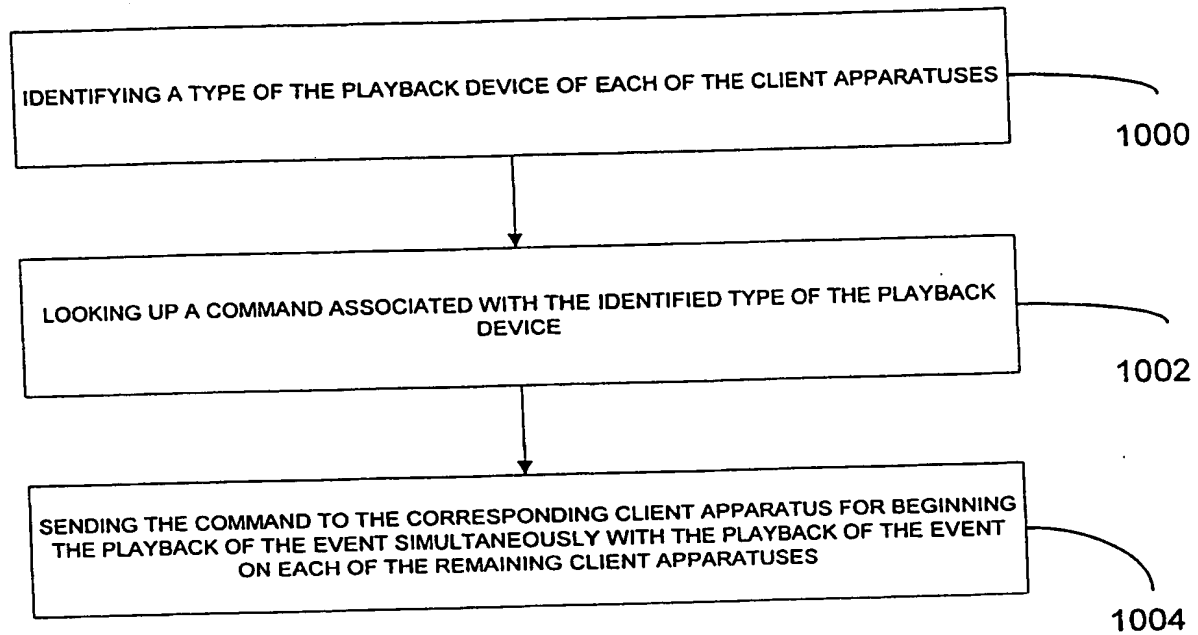 IDENTIFYING A TYPE OF THE PLAYBACK DEVICE OF EACH OF THE CLIENT APPARATUSES
1000
LOOKING UP A COMMAND ASSOCIATED WITH THE IDENTIFIED TYPE OF THE PLAYBACK
DEVICE
1002
SENDING THE COMMAND TO THE CORRESPONDING CLIENT APPARATUS FOR BEGINNING
THE PLAYBACK OF THE EVENT SIMULTANEOUSLY WITH THE PLAYBACK OF THE EVENT
ON EACH OF THE REMAINING CLIENT APPARATUSES
1004